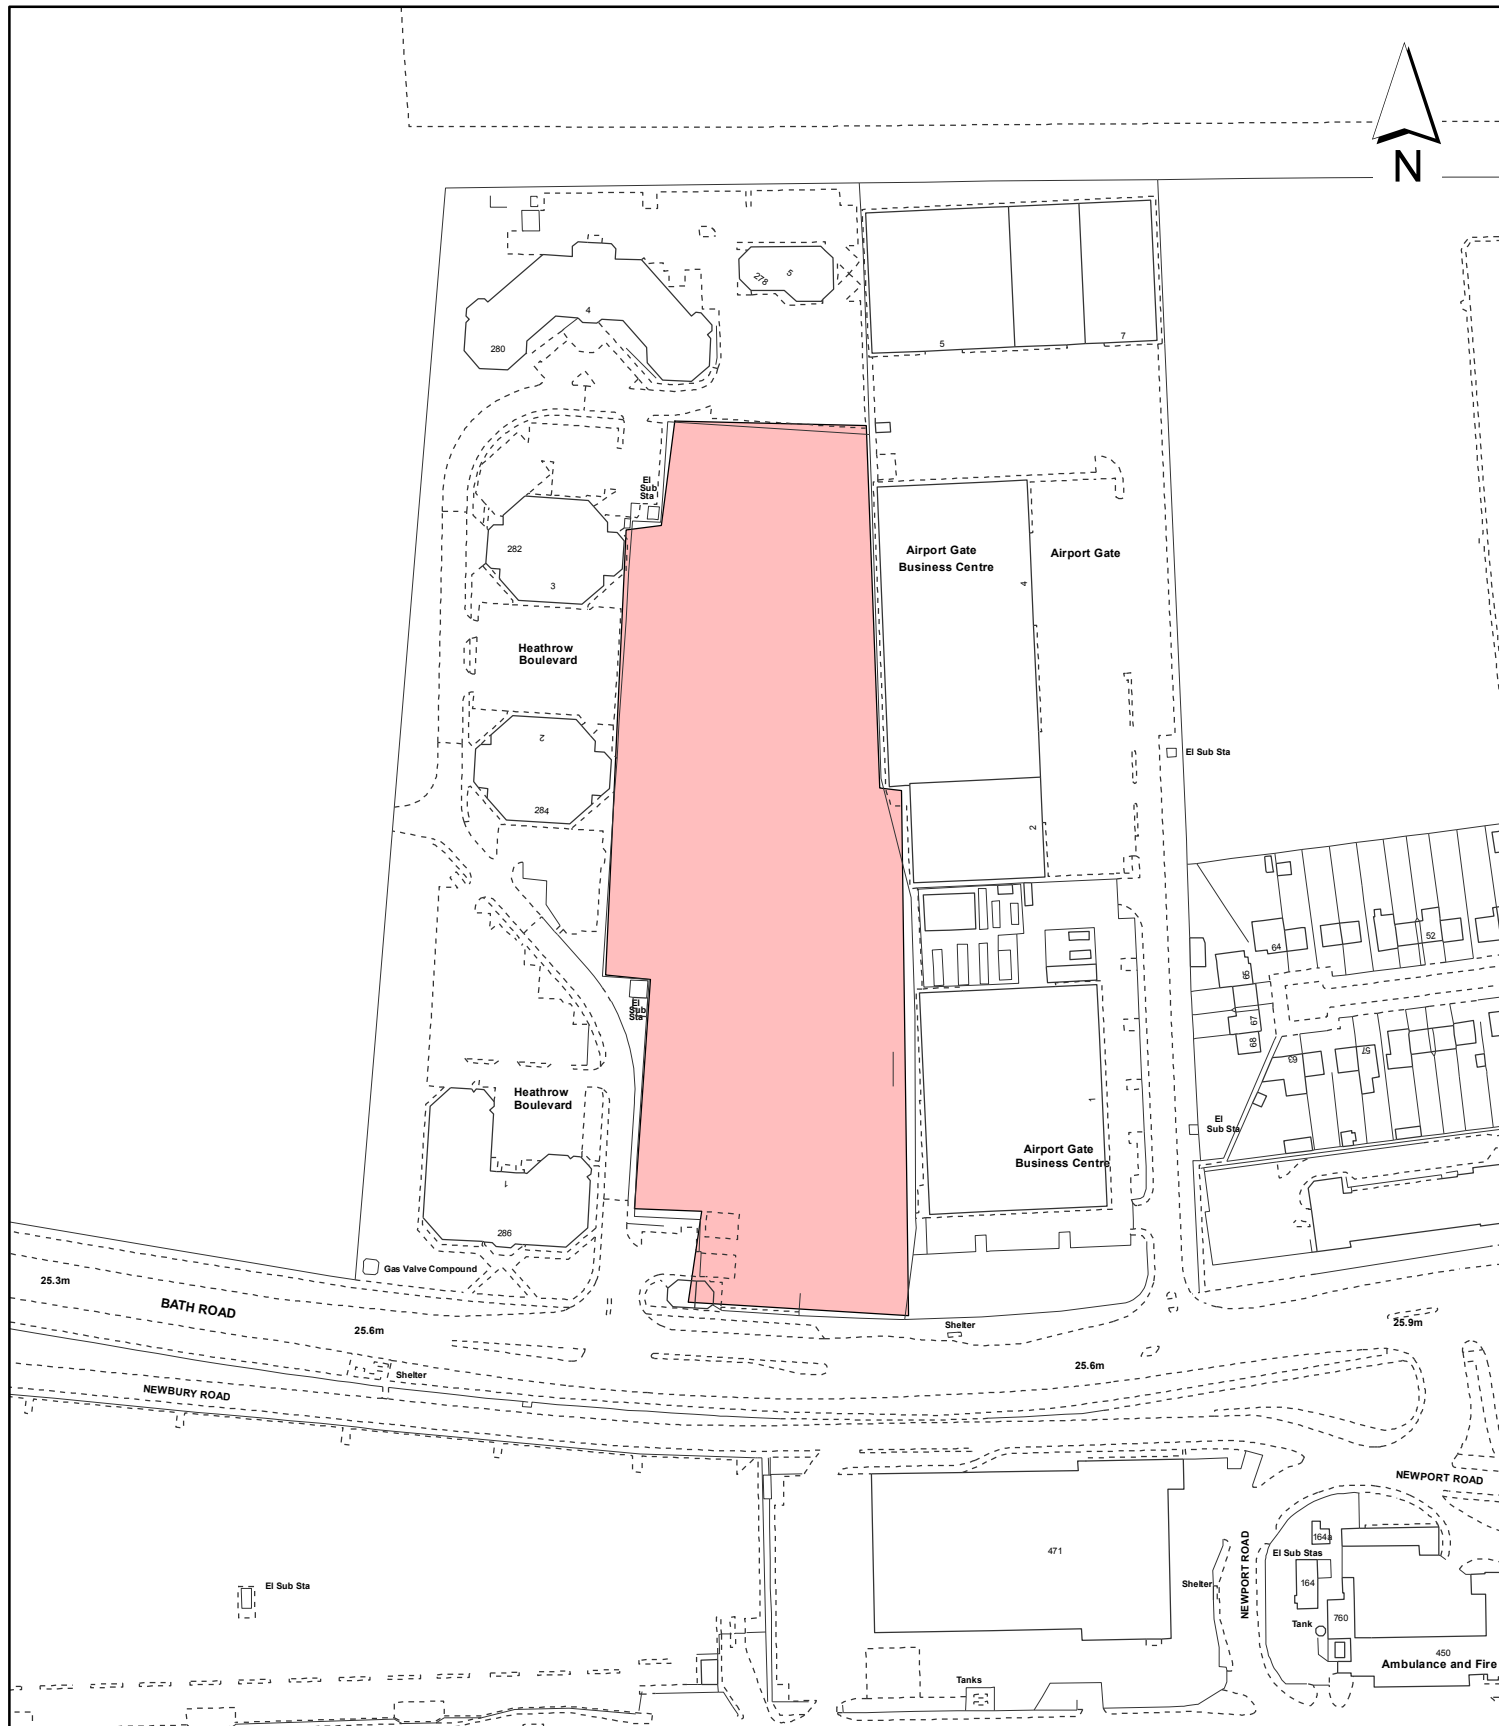 N
278
5
4
280
5
7
El
Sub
Sta
282
3
Airport Gate
Business Centre
Airport Gate
4
Heathrow
Boulevard
2
284
El Sub Sta
2
64
52
65
67
68
63
57
El
Sub
Sta
Heathrow
Boulevard
1
El
Sub Sta
Airport Gate
Business Centre
1
286
Gas Valve Compound
25.3m
BATH ROAD
25.6m
Shelter
25.9m
25.6m
Shelter
NEWBURY ROAD
NEWPORT ROAD
471
NEWPORT ROAD
164a
El Sub Stas
164
Shelter
El Sub Sta
760
Tank
450
Ambulance and Fire
Tanks